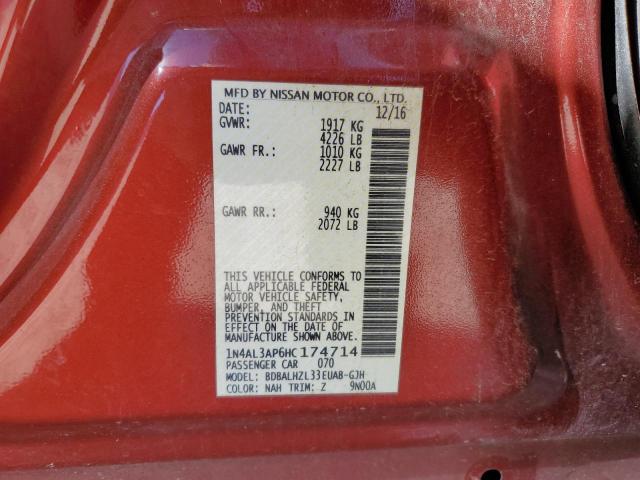 MFD BY NISSAN MOTOR CO., LTD.
DATE: 12/16
GVWR: 1917 KG
4226 LB
GAWR FR.: 1010 KG
2227 LB
GAWR RR.: 940 KG
2072 LB
THIS VEHICLE CONFORMS TO
ALL APPLICABLE FEDERAL
MOTOR VEHICLE SAFETY,
BUMPER, AND THEFT
PREVENTION STANDARDS IN
EFFECT ON THE DATE OF
MANUFACTURE SHOWN ABOVE.
1N4AL3AP6HC174714
PASSENGER CAR 070
MODEL: BDBALHZL33EUAB-GJH
COLOR: NAH TRIM: Z 9N00A